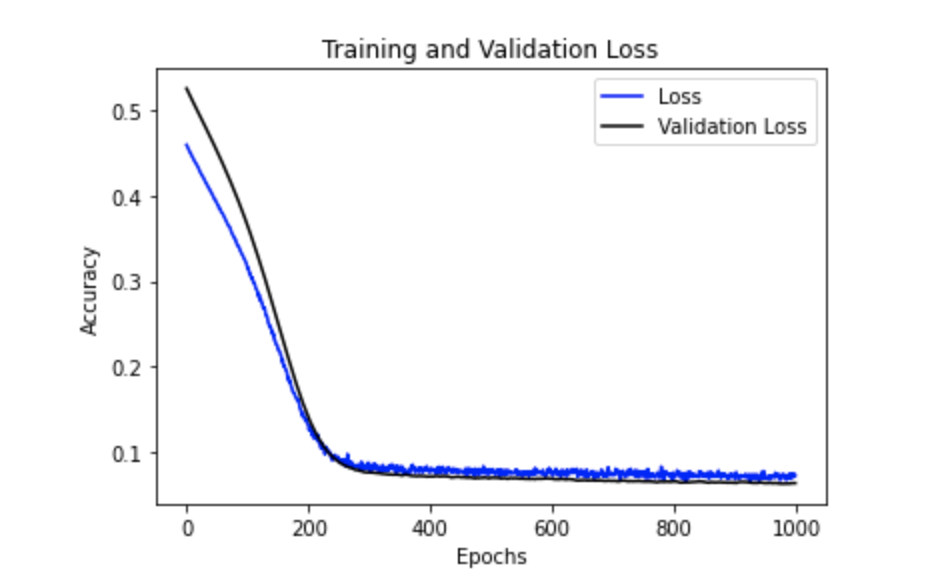 Training and Validation Loss
Loss
Validation Loss
0.5
0.4
0.3
0.2
0.1
Accuracy
0 200 400 600 800 1000
Epochs